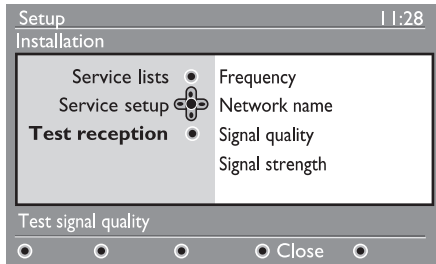 Setup 11:28
Installation
Service lists Frequency
Service setup Network name
Test reception Signal quality
Signal strength
Test signal quality
Close